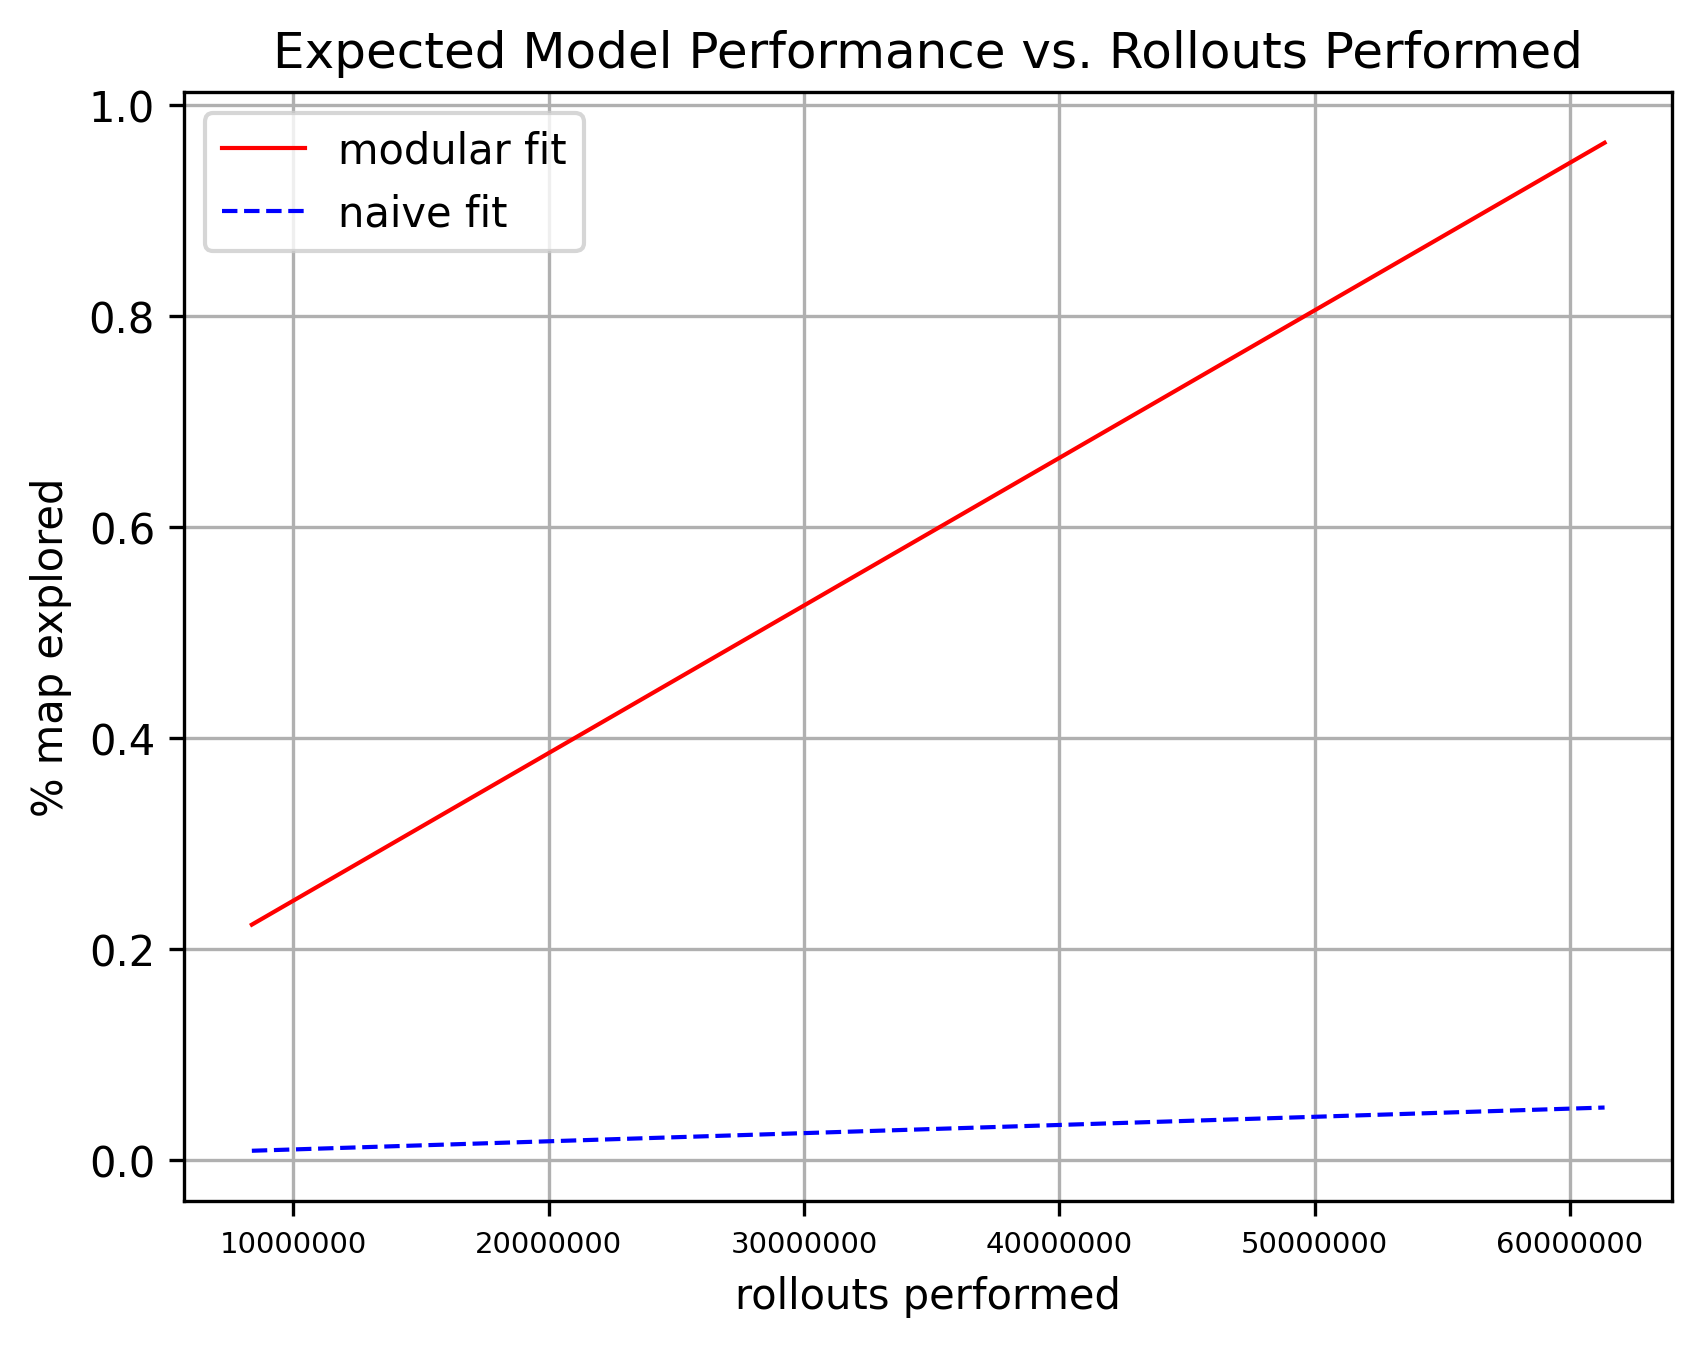 Expected Model Performance vs. Rollouts Performed
1.0
0.8
0.6
0.4
0.2
0.0
% map explored
modular fit
naive fit
10000000 20000000 30000000 40000000 50000000 60000000
rollouts performed